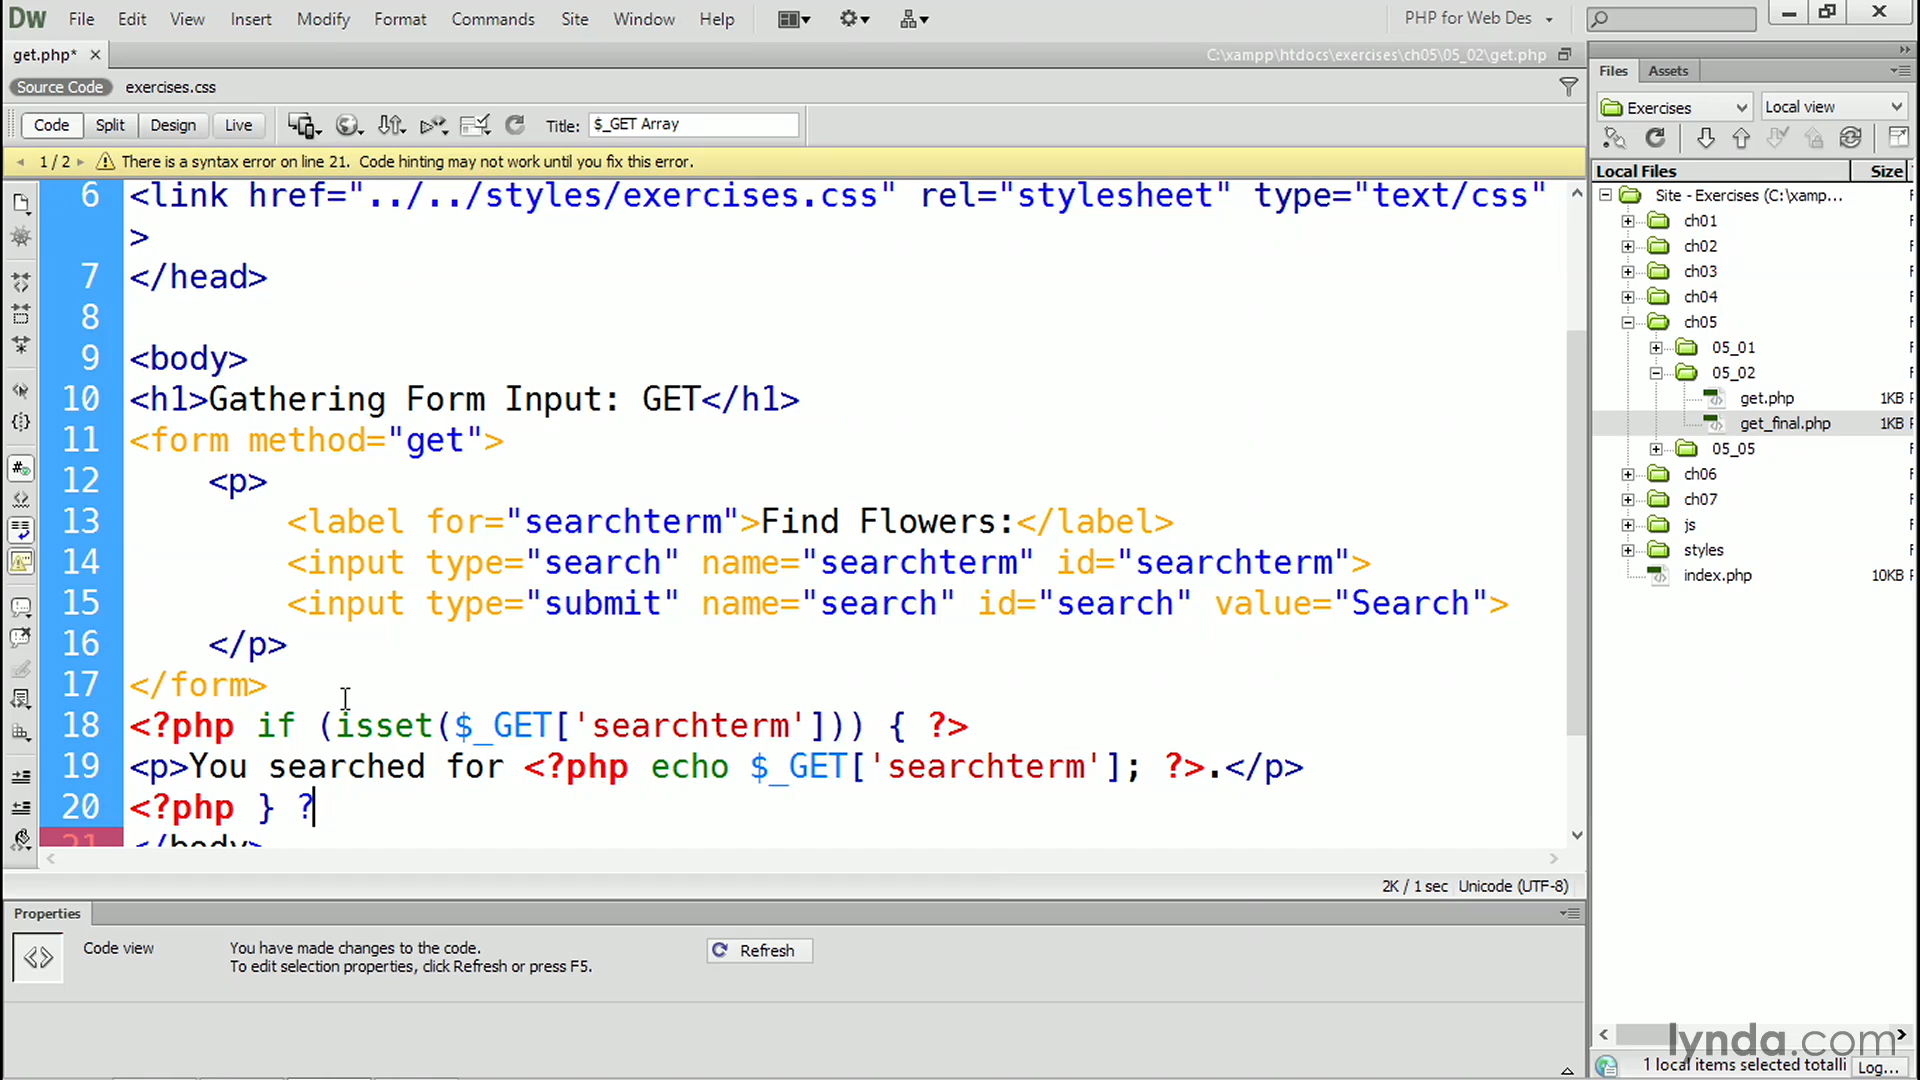 Dw File Edit View Insert Modify Format Commands Site Window Help PHP for Web Des
get.php* C:\xampp\htdocs\exercises\ch05\05_02\get.php
Source Code exercises.css
Code Split Design Live Title: $_GET Array
1 / 2 There is a syntax error on line 21. Code hinting may not work until you fix this error.
6 <link href="../../styles/exercises.css" rel="stylesheet" type="text/css"
>
7 </head>
8
9 <body>
10 <h1>Gathering Form Input: GET</h1>
11 <form method="get">
12 <p>
13 <label for="searchterm">Find Flowers:</label>
14 <input type="search" name="searchterm" id="searchterm">
15 <input type="submit" name="search" id="search" value="Search">
16 </p>
17 </form>
18 <?php if (isset($_GET['searchterm'])) { ?>
19 <p>You searched for <?php echo $_GET['searchterm']; ?>.</p>
20 <?php } ?
21 </body>
2K / 1 sec Unicode (UTF-8)
Properties
Code view You have made changes to the code. Refresh
To edit selection properties, click Refresh or press F5.
Files Assets
Exercises Local view
Local Files Size
Site - Exercises (C:\xamp...
ch01 F
ch02 F
ch03 F
ch04 F
ch05 F
05_01 F
05_02 F
get.php 1KB F
get_final.php 1KB F
05_05 F
ch06 F
ch07 F
js F
styles F
index.php 10KB F
lynda.com
1 local items selected totalli Log...